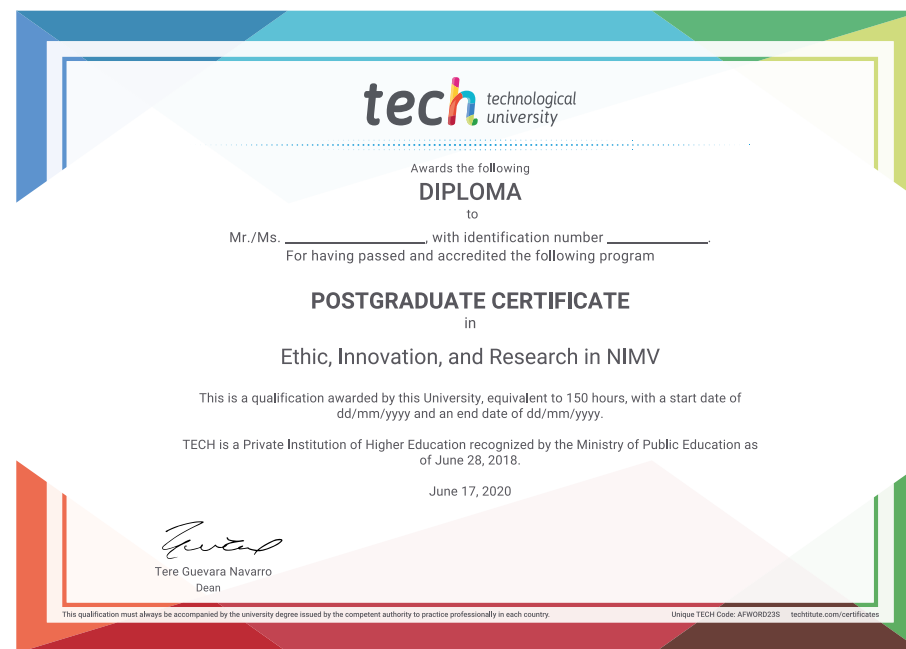 tech technological
university
Awards the following
DIPLOMA
to
Mr./Ms. ____________________, with identification number ______________.
For having passed and accredited the following program
POSTGRADUATE CERTIFICATE
in
Ethic, Innovation, and Research in NIMV
This is a qualification awarded by this University, equivalent to 150 hours, with a start date of
dd/mm/yyyy and an end date of dd/mm/yyyy.
TECH is a Private Institution of Higher Education recognized by the Ministry of Public Education as
of June 28, 2018.
June 17, 2020
Tere Guevara Navarro
Dean
This qualification must always be accompanied by the university degree issued by the competent authority to practice professionally in each country. Unique TECH Code: AFWORD23S techtitute.com/certificates